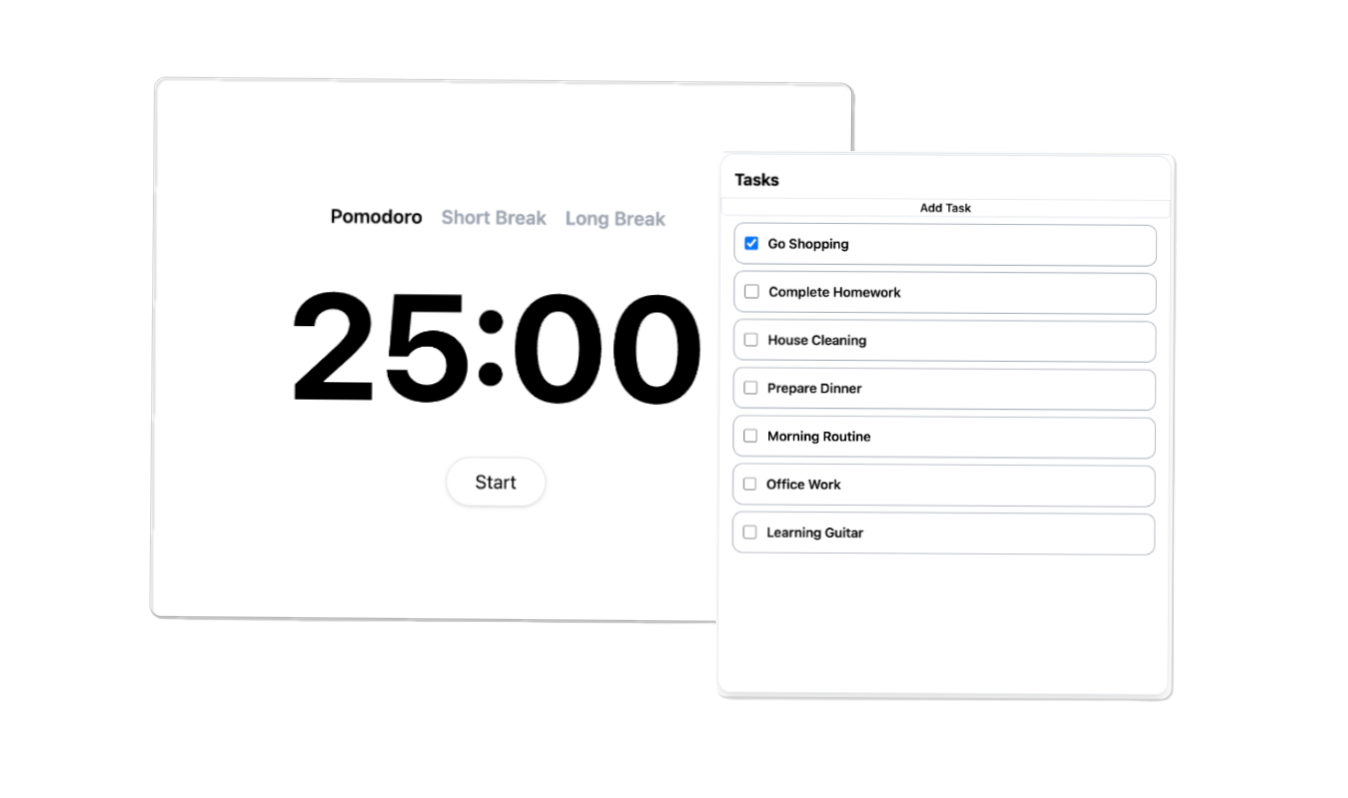 Pomodoro Short Break Long Break
25:00
Start
Tasks
Add Task
Go Shopping
Complete Homework
House Cleaning
Prepare Dinner
Morning Routine
Office Work
Learning Guitar